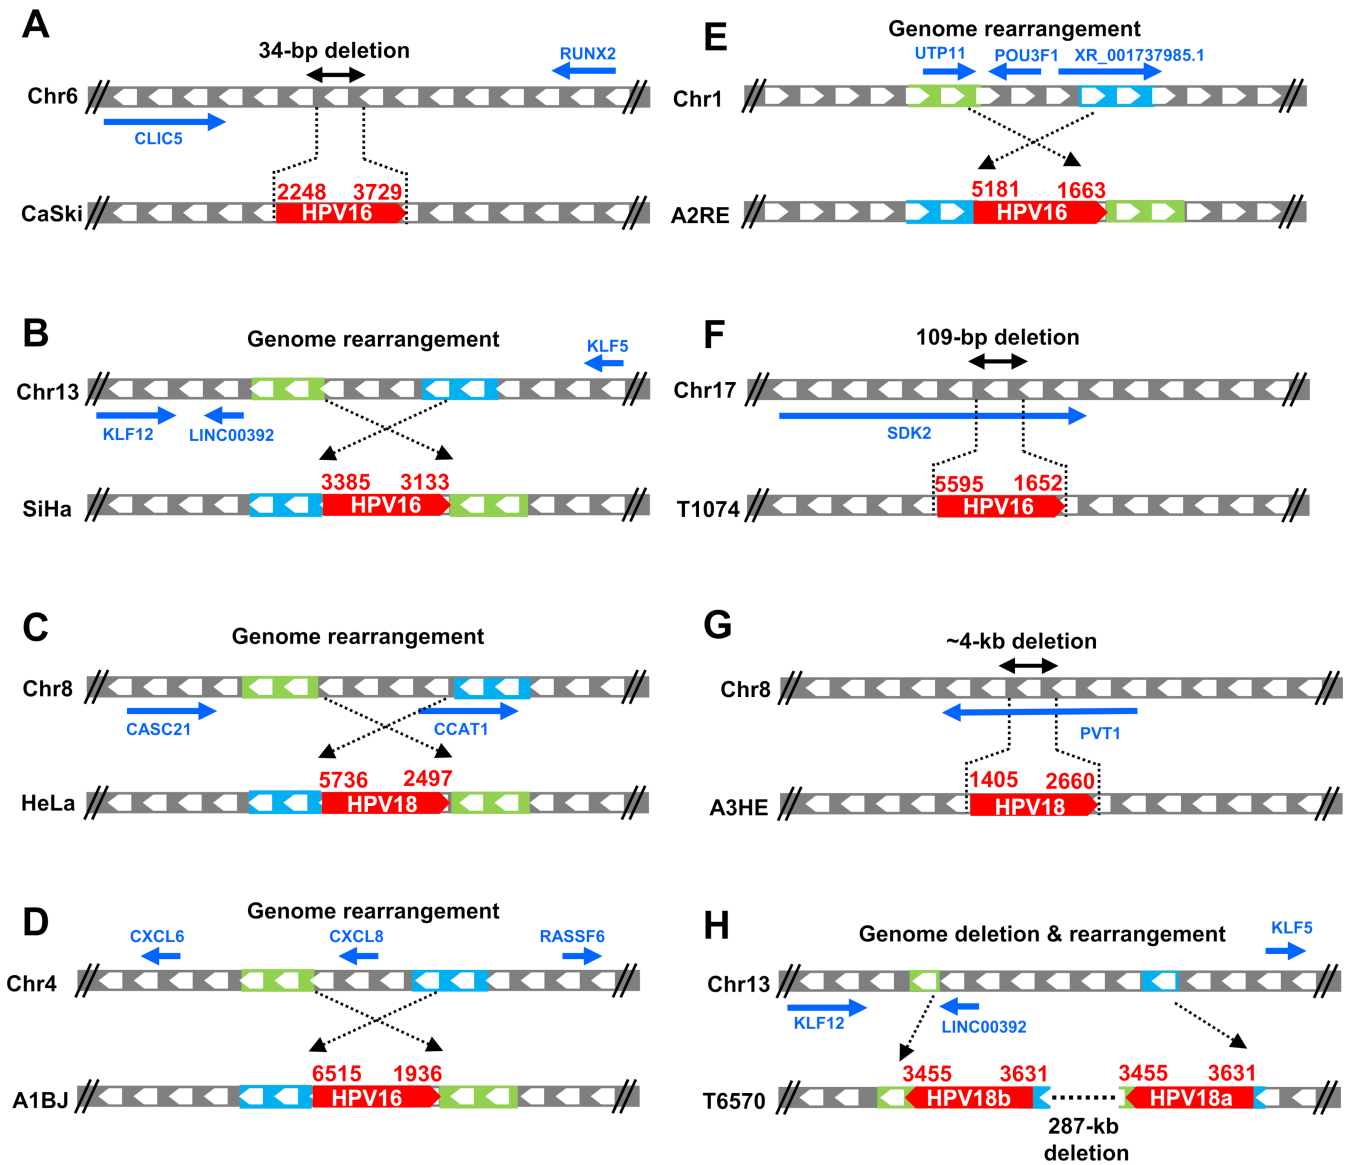 A
34-bp deletion
RUNX2
Chr6
CLIC5
2248 3729
CaSki
HPV16
B
Genome rearrangement
KLF5
Chr13
KLF12
LINC00392
3385 3133
SiHa
HPV16
C
Genome rearrangement
Chr8
CASC21
CCAT1
5736 2497
HeLa
HPV18
D
Genome rearrangement
CXCL6
CXCL8
RASSF6
Chr4
6515 1936
A1BJ
HPV16
E
Genome rearrangement
UTP11
POU3F1
XR_001737985.1
Chr1
5181 1663
A2RE
HPV16
F
109-bp deletion
Chr17
SDK2
5595 1652
T1074
HPV16
G
~4-kb deletion
Chr8
PVT1
1405 2660
A3HE
HPV18
H
Genome deletion & rearrangement
KLF5
Chr13
KLF12
LINC00392
3455 3631 3455 3631
T6570
HPV18b
HPV18a
287-kb
deletion